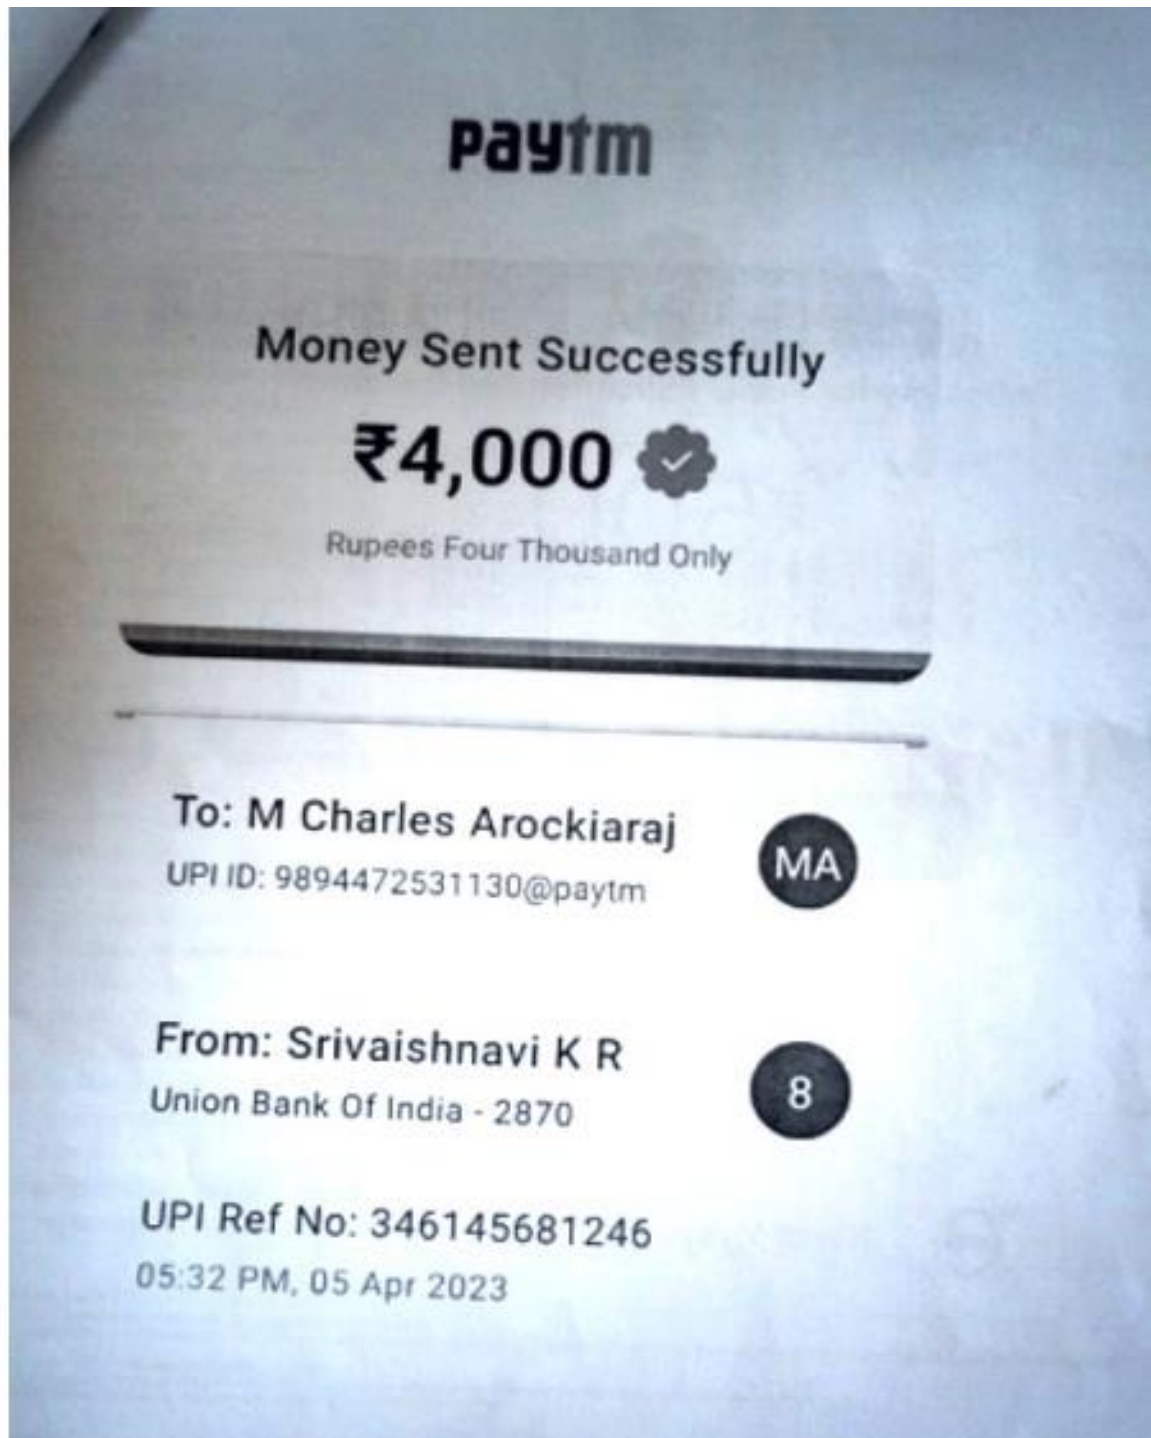 paytm
Money Sent Successfully
₹4,000
Rupees Four Thousand Only
To: M Charles Arockiaraj
MA
UPI ID: 9894472531130@paytm
From: Srivaishnavi K R
8
Union Bank Of India - 2870
UPI Ref No: 346145681246
05:32 PM, 05 Apr 2023